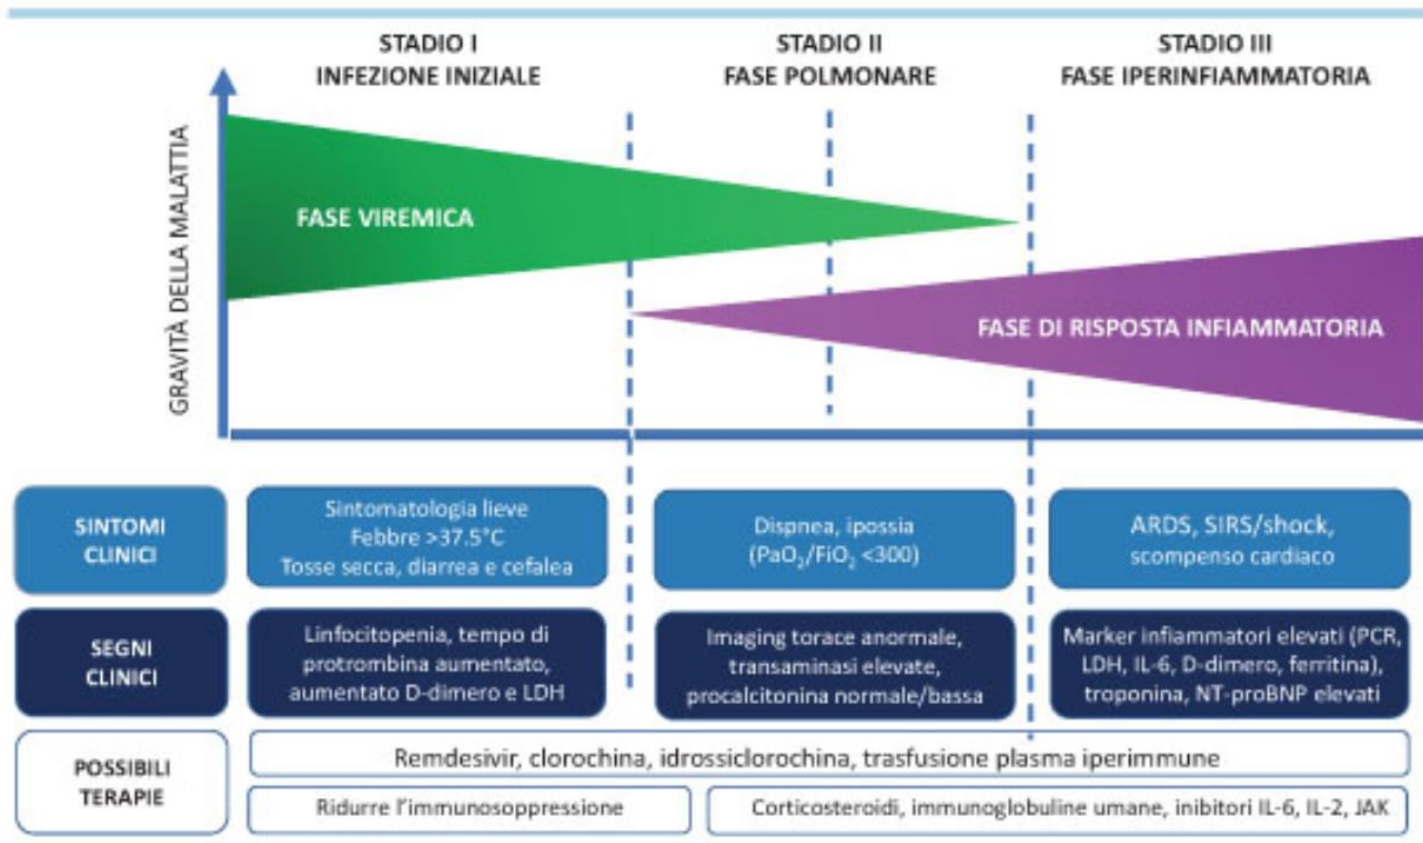 STADIO I
INFEZIONE INIZIALE
STADIO II
FASE POLMONARE
STADIO III
FASE IPERINFIAMMATORIA
GRAVITÀ DELLA MALATTIA
FASE VIREMICA
FASE DI RISPOSTA INFIAMMATORIA
SINTOMI
CLINICI
Sintomatologia lieve
Febbre >37.5°C
Tosse secca, diarrea e cefalea
Dispnea, ipossia
(PaO₂/FiO₂ <300)
ARDS, SIRS/shock,
scompenso cardiaco
SEGNI
CLINICI
Linfocitopenia, tempo di
protrombina aumentato,
aumentato D-dimero e LDH
Imaging torace anormale,
transaminasi elevate,
procalcitonina normale/bassa
Marker infiammatori elevati (PCR,
LDH, IL-6, D-dimero, ferritina),
troponina, NT-proBNP elevati
POSSIBILI
TERAPIE
Remdesivir, clorochina, idrossiclorochina, trasfusione plasma iperimmune
Ridurre l'immunosoppressione
Corticosteroidi, immunoglobuline umane, inibitori IL-6, IL-2, JAK